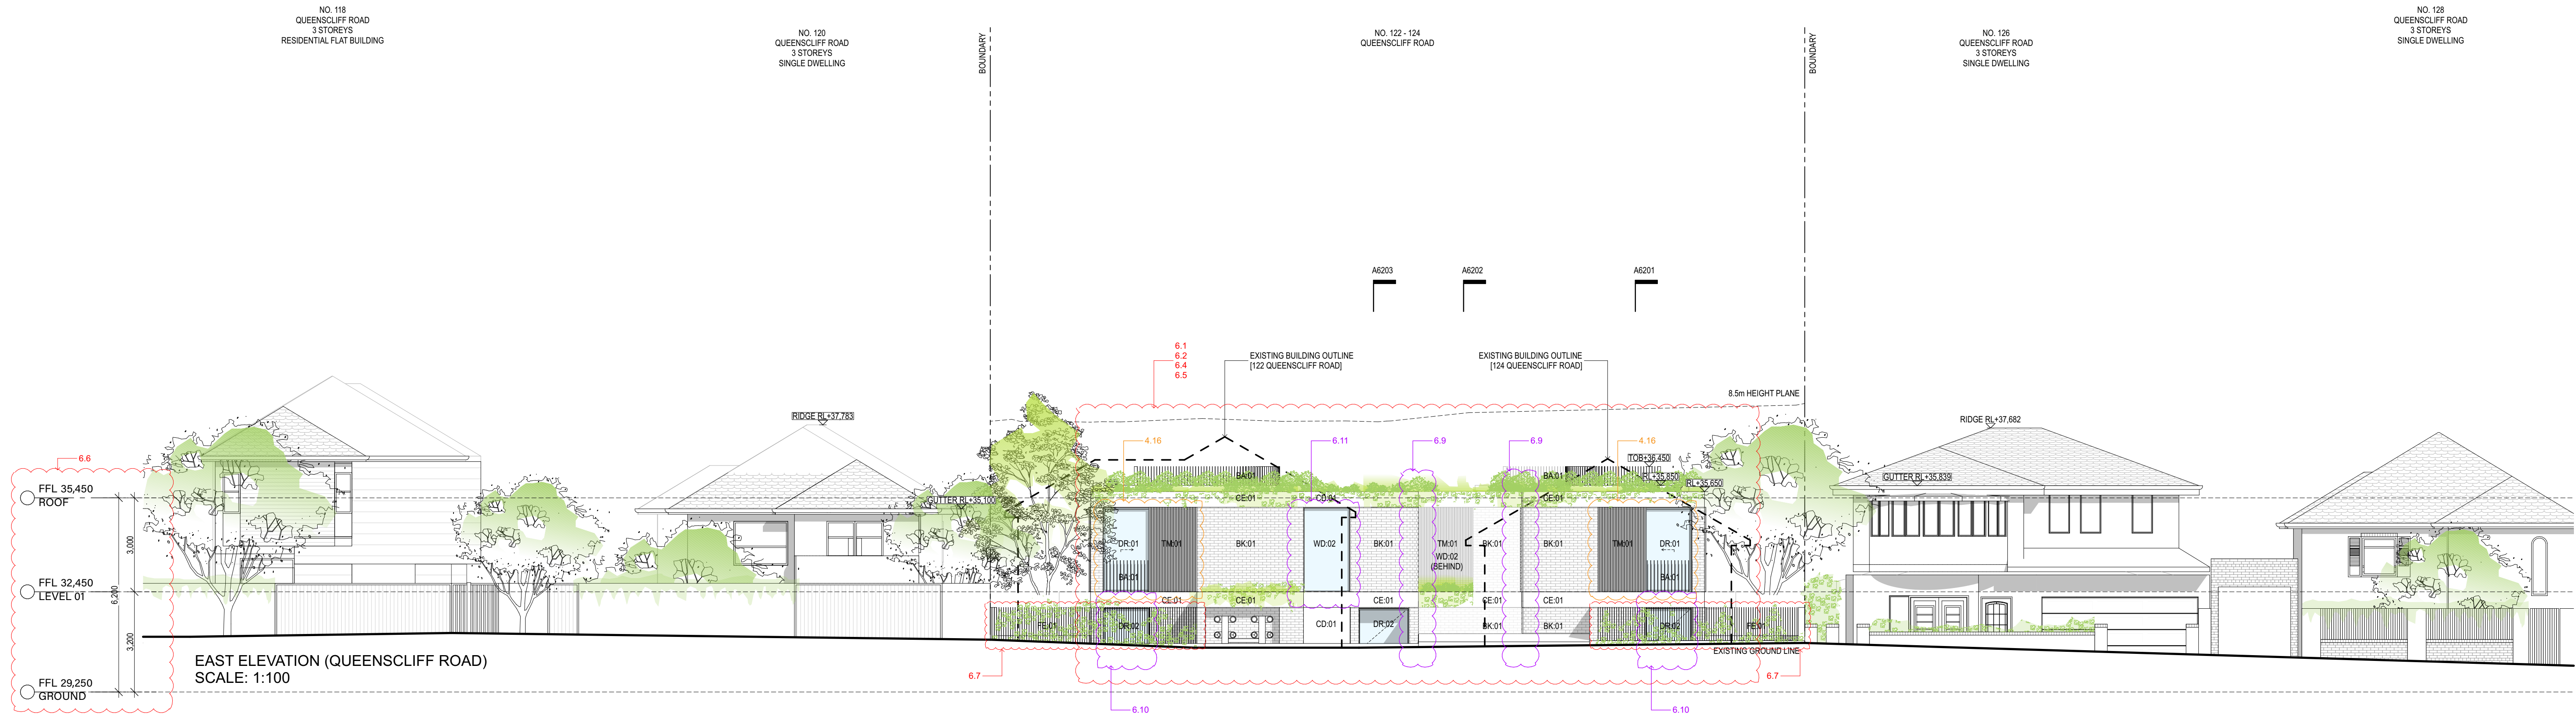 NO. 118
QUEENSCLIFF ROAD
3 STOREYS
RESIDENTIAL FLAT BUILDING
NO. 120
QUEENSCLIFF ROAD
3 STOREYS
SINGLE DWELLING
BOUNDARY
NO. 122 - 124
QUEENSCLIFF ROAD
BOUNDARY
NO. 126
QUEENSCLIFF ROAD
3 STOREYS
SINGLE DWELLING
NO. 128
QUEENSCLIFF ROAD
3 STOREYS
SINGLE DWELLING
A6203
A6202
A6201
6.1
6.2
6.4
6.5
EXISTING BUILDING OUTLINE
[122 QUEENSCLIFF ROAD]
EXISTING BUILDING OUTLINE
[124 QUEENSCLIFF ROAD]
8.5m HEIGHT PLANE
RIDGE RL+37,783
RIDGE RL+37,682
4.16
6.11
6.9
6.9
4.16
6.6
TOB+36,450
RL+35,850
RL+35,650
GUTTER RL+35,100
GUTTER RL+35,839
BA:01
BA:01
CE:01
CD:01
CE:01
FFL 35,450
ROOF
3,000
DR:01
TM:01
BK:01
WD:02
BK:01
TM:01
WD:02
(BEHIND)
BK:01
BK:01
TM:01
DR:01
BA:01
BA:01
FFL 32,450
LEVEL 01
6,200
CE:01
CE:01
CE:01
CE:01
CE:01
3,200
FE:01
DR:02
CD:01
DR:02
BK:01
BK:01
DR:02
FE:01
EXISTING GROUND LINE
EAST ELEVATION (QUEENSCLIFF ROAD)
SCALE: 1:100
6.7
6.7
FFL 29,250
GROUND
6.10
6.10